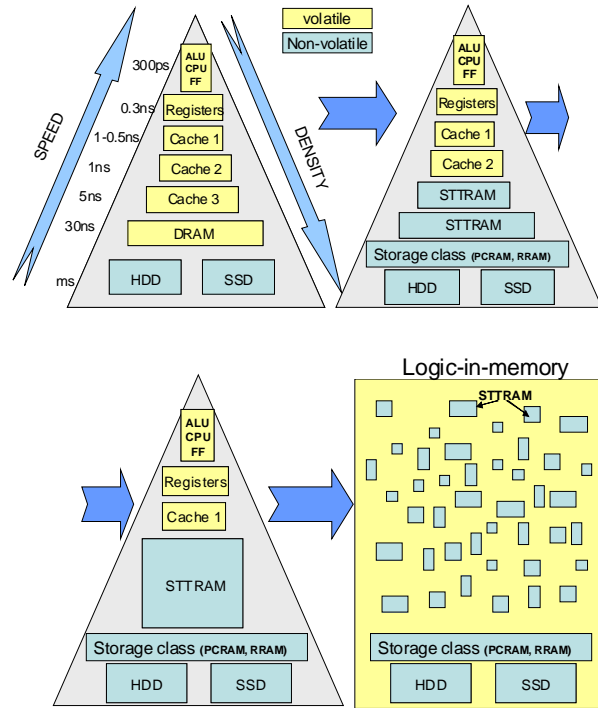 volatile
Non-volatile
SPEED
DENSITY
300ps
0.3ns
1-0.5ns
1ns
5ns
30ns
ms
ALU
CPU
FF
Registers
Cache 1
Cache 2
Cache 3
DRAM
HDD
SSD
ALU
CPU
FF
Registers
Cache 1
Cache 2
STTRAM
STTRAM
Storage class (PCRAM, RRAM)
HDD
SSD
ALU
CPU
FF
Registers
Cache 1
STTRAM
Storage class (PCRAM, RRAM)
HDD
SSD
Logic-in-memory
STTRAM
Storage class (PCRAM, RRAM)
HDD
SSD